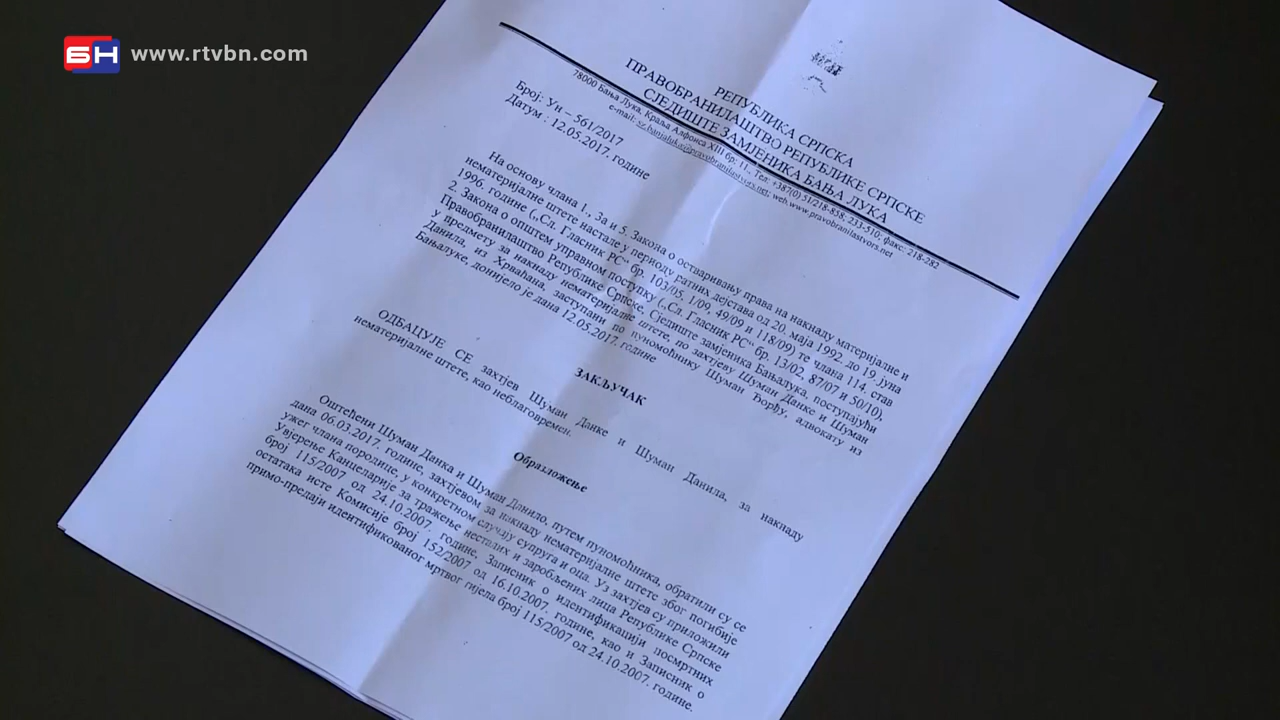 БН www.rtvbn.com
РЕПУБЛИКА СРПСКА
ПРАВОБРАНИЛАШТВО РЕПУБЛИКЕ СРПСКЕ
СЈЕДИШТЕ ЗАМЈЕНИКА БАЊА ЛУКА
78000 Бања Лука, Краља Алфонса XIII бр: 11., Тел: +387(0) 51/218-858; 233-510; факс: 218-282
e-mail: sz.banjaluka@pravobranilastvors.net; web.www.pravobranilastvors.net
Број: Ун – 561/2017
Датум : 12.05.2017. године
На основу члана 1., 3а и 5. Закона о остваривању права на накнаду материјалне и
нематеријалне штете настале у периоду ратних дејстава од 20. маја 1992. до 19. јуна
1996. године („Сл. Гласник РС“ бр. 103/05, 1/09, 49/09 и 118/09) те члана 114. став
2. Закона о општем управном поступку („Сл. Гласник РС“ бр. 13/02, 87/07 и 50/10),
Правобранилаштво Републике Српске, Сједиште замјеника Бањалука, поступајући
у предмету за накнаду нематеријалне штете, по захтјеву Шуман Данке и Шуман
Данила, из Хрваћана, заступани по пуномоћнику Шуман Ђорђу, адвокату из
Бањалуке, донијело је дана 12.05.2017. године
ЗАКЉУЧАК
ОДБАЦУЈЕ СЕ захтјев Шуман Данке и Шуман Данила, за накнаду
нематеријалне штете, као неблаговремен.
Образложење
Оштећени Шуман Данка и Шуман Данило, путем пуномоћника, обратили су се
дана 06.03.2017. године, захтјевом за накнаду нематеријалне штете због погибије
ужег члана породице, у конкретном случају супруга и оца. Уз захтјев су приложили
Увјерење Канцеларије за тражење несталих и заробљених лица Републике Српске
број 115/2007 од 24.10.2007. године, Записник о идентификацији посмртних
остатака исте Комисије број 152/2007 од 16.10.2007. године, као и Записник о
примо-предаји идентификованог мртвог тијела број 115/2007 од 24.10.2007. године.